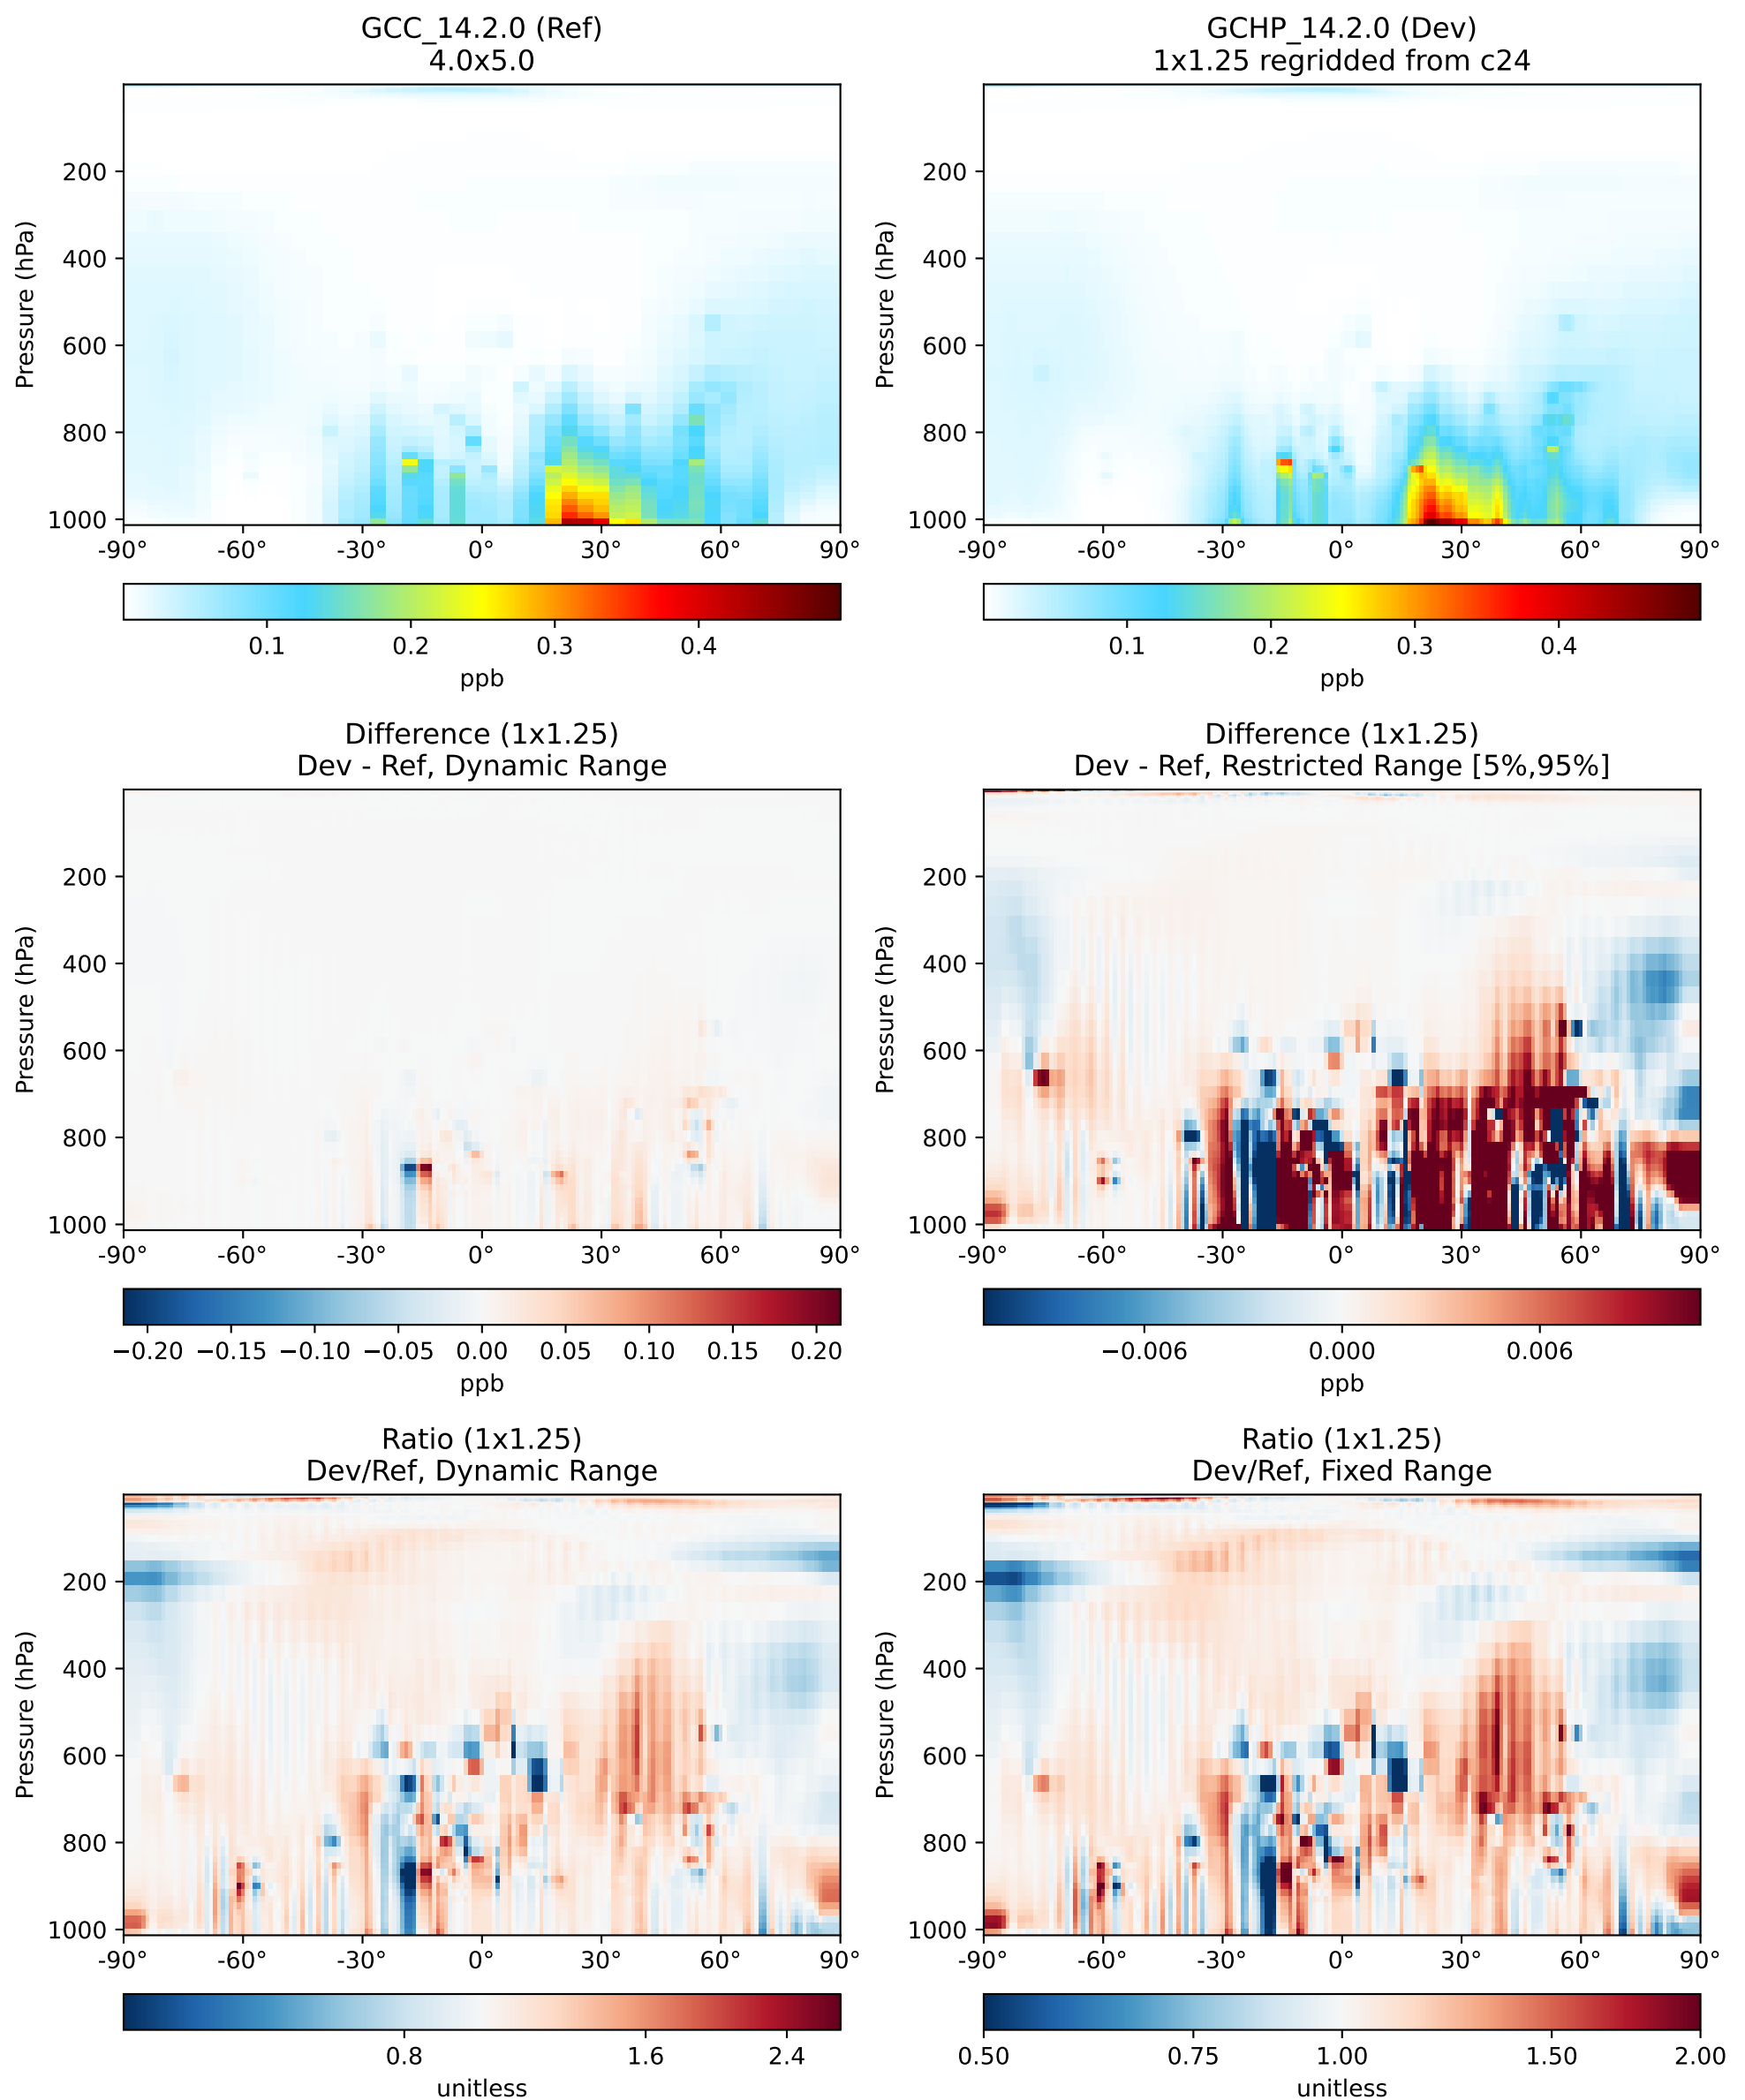 GCC_14.2.0 (Ref)
4.0x5.0
Pressure (hPa)
200
400
600
800
1000
-90° -60° -30° 0° 30° 60° 90°
0.1 0.2 0.3 0.4
ppb
GCHP_14.2.0 (Dev)
1x1.25 regridded from c24
Pressure (hPa)
200
400
600
800
1000
-90° -60° -30° 0° 30° 60° 90°
0.1 0.2 0.3 0.4
ppb
Difference (1x1.25)
Dev - Ref, Dynamic Range
Pressure (hPa)
200
400
600
800
1000
-90° -60° -30° 0° 30° 60° 90°
−0.20 −0.15 −0.10 −0.05 0.00 0.05 0.10 0.15 0.20
ppb
Difference (1x1.25)
Dev - Ref, Restricted Range [5%,95%]
Pressure (hPa)
200
400
600
800
1000
-90° -60° -30° 0° 30° 60° 90°
−0.006 0.000 0.006
ppb
Ratio (1x1.25)
Dev/Ref, Dynamic Range
Pressure (hPa)
200
400
600
800
1000
-90° -60° -30° 0° 30° 60° 90°
0.8 1.6 2.4
unitless
Ratio (1x1.25)
Dev/Ref, Fixed Range
Pressure (hPa)
200
400
600
800
1000
-90° -60° -30° 0° 30° 60° 90°
0.50 0.75 1.00 1.50 2.00
unitless